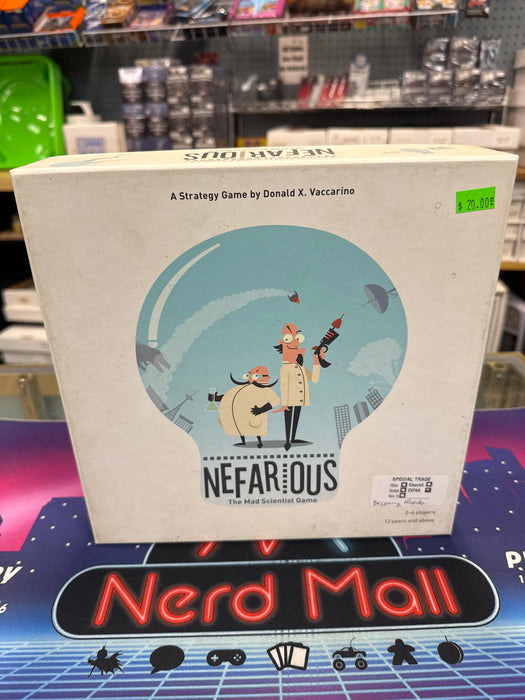 NEFARIOUS
A Strategy Game by Donald X. Vaccarino
$ 20.00
NEFARIOUS
The Mad Scientist Game
SPECIAL TRADE
2-6 players
13 years and above
Nerd Mall